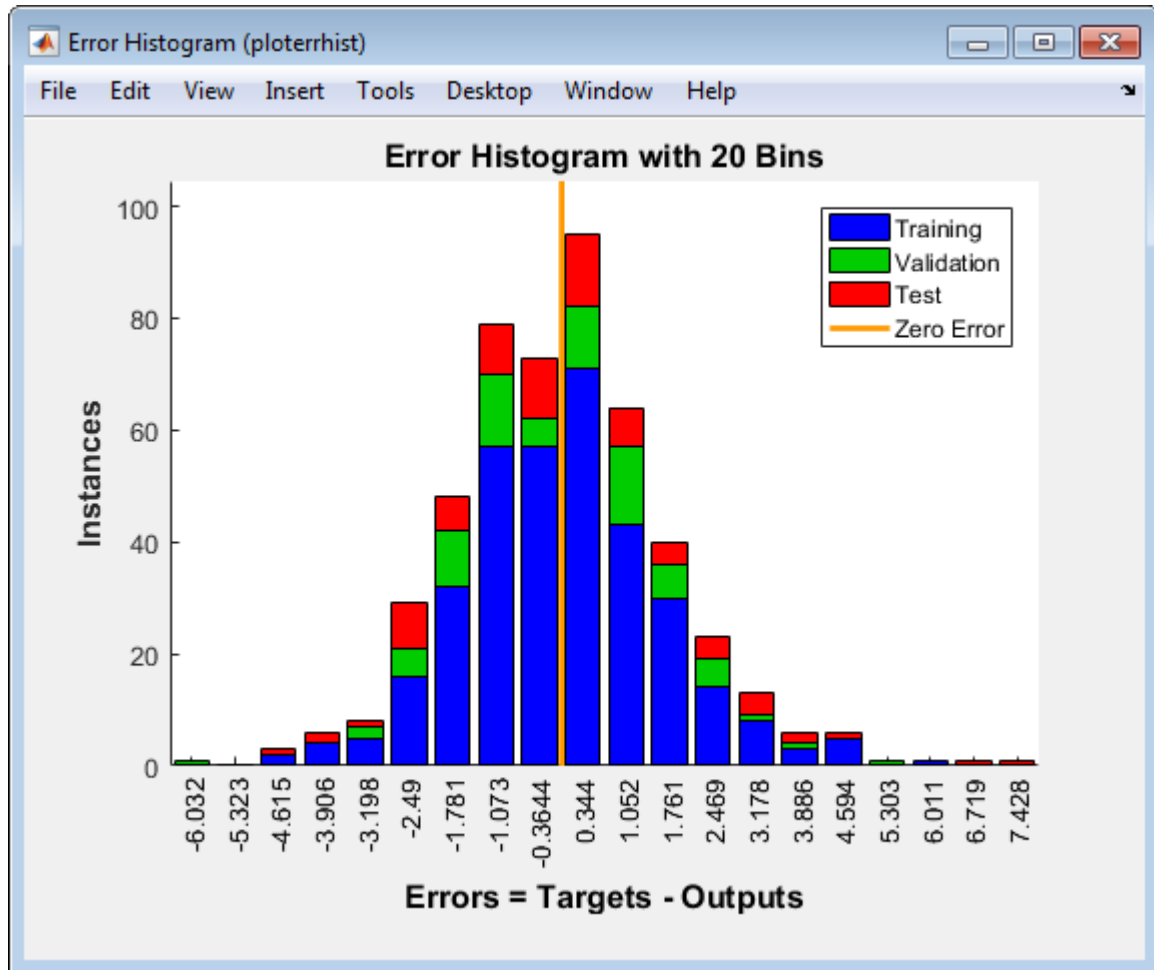 Error Histogram (ploterrhist)
File Edit View Insert Tools Desktop Window Help
Error Histogram with 20 Bins
Instances
100
80
60
40
20
0
Training
Validation
Test
Zero Error
-6.032 -5.323 -4.615 -3.906 -3.198 -2.49 -1.781 -1.073 -0.3644 0.344 1.052 1.761 2.469 3.178 3.886 4.594 5.303 6.011 6.719 7.428
Errors = Targets - Outputs